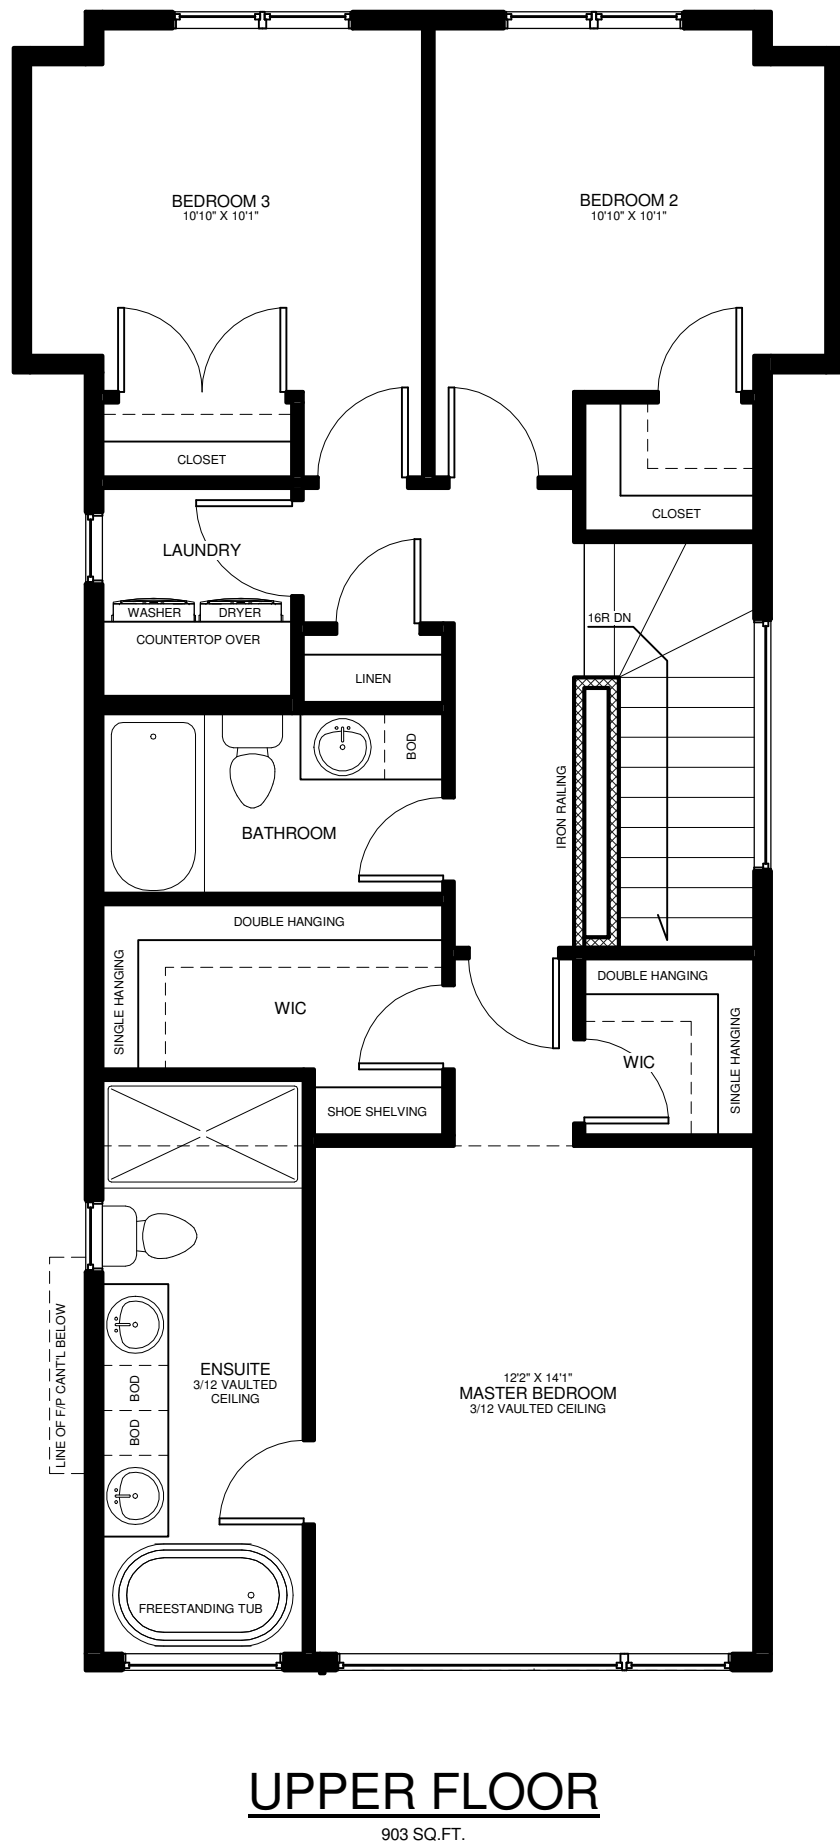 BEDROOM 3
10'10" X 10'1"
BEDROOM 2
10'10" X 10'1"
CLOSET
CLOSET
LAUNDRY
WASHER
DRYER
COUNTERTOP OVER
16R DN
LINEN
BOD
IRON RAILING
BATHROOM
DOUBLE HANGING
SINGLE HANGING
WIC
DOUBLE HANGING
SINGLE HANGING
WIC
SHOE SHELVING
LINE OF F/P CANT'L BELOW
BOD
BOD
ENSUITE
3/12 VAULTED
CEILING
12'2" X 14'1"
MASTER BEDROOM
3/12 VAULTED CEILING
FREESTANDING TUB
UPPER FLOOR
903 SQ.FT.